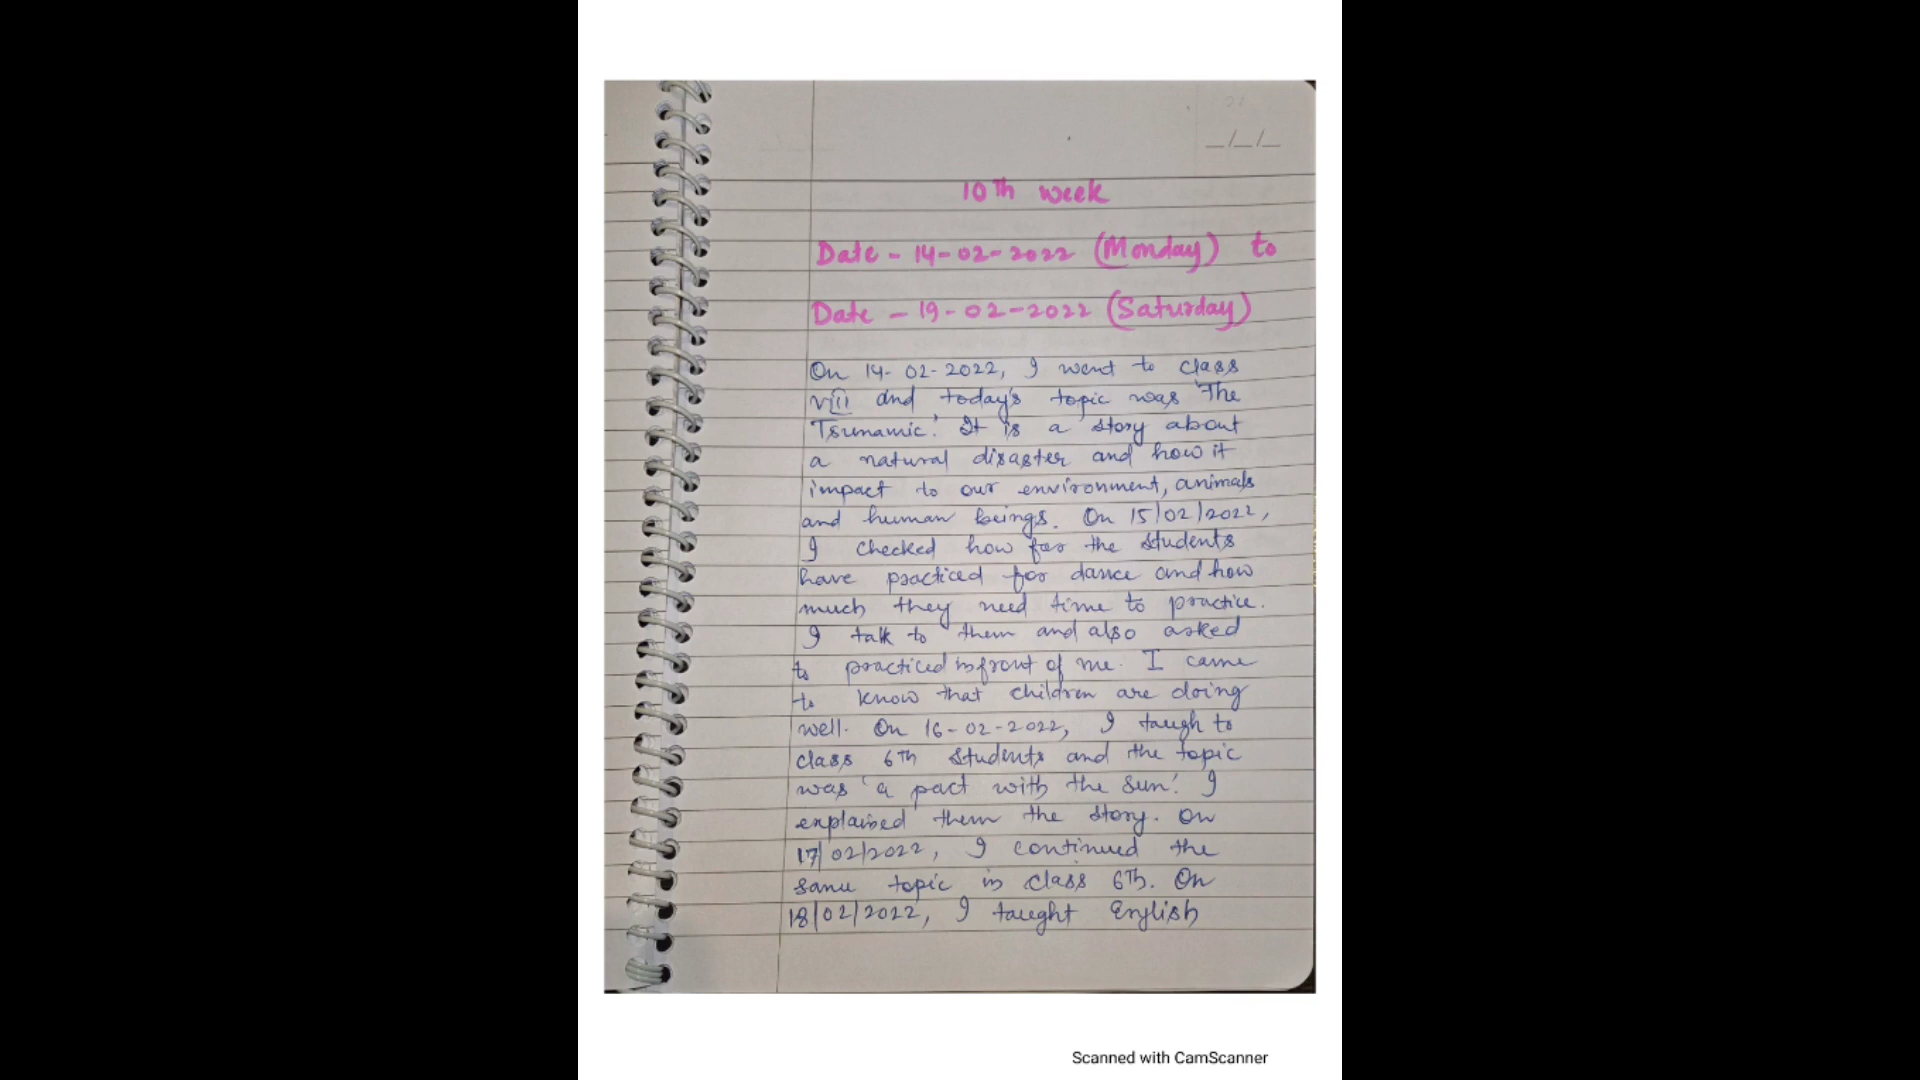 _/_/_
10th week
Date - 14-02-2022 (Monday) to
Date - 19-02-2022 (Saturday)
On 14-02-2022, I went to class
viii and today's topic was 'The
Tsunamic.' It is a story about
a natural disaster and how it
impact to our environment, animals
and human beings. On 15/02/2022,
I checked how far the students
have practiced for dance and how
much they need time to practice.
I talk to them and also asked
to practiced infront of me. I came
to know that children are doing
well. On 16-02-2022, I taugh to
class 6th students and the topic
was 'a pact with the sun'. I
explained them the story. On
17/02/2022, I continued the
same topic in class 6th. On
18/02/2022, I taught English
Scanned with CamScanner